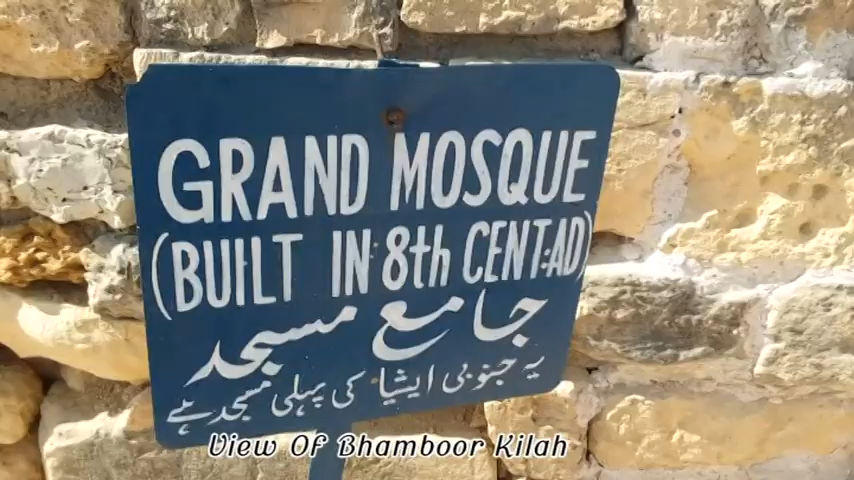 GRAND MOSQUE
(BUILT IN 8th CENT:AD)
جامع مسجد
یہ جنوبی ایشیا کی پہلی مسجد ہے
View Of Bhamboor Kilah